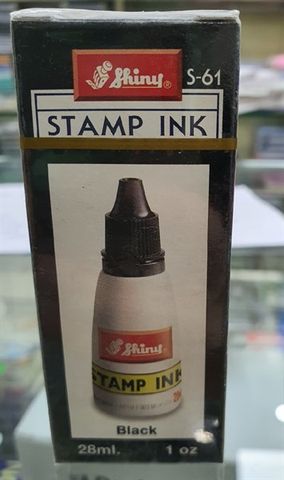 Shiny® S-61
STAMP INK
Shiny
STAMP INK
Black
28ml. 1 oz